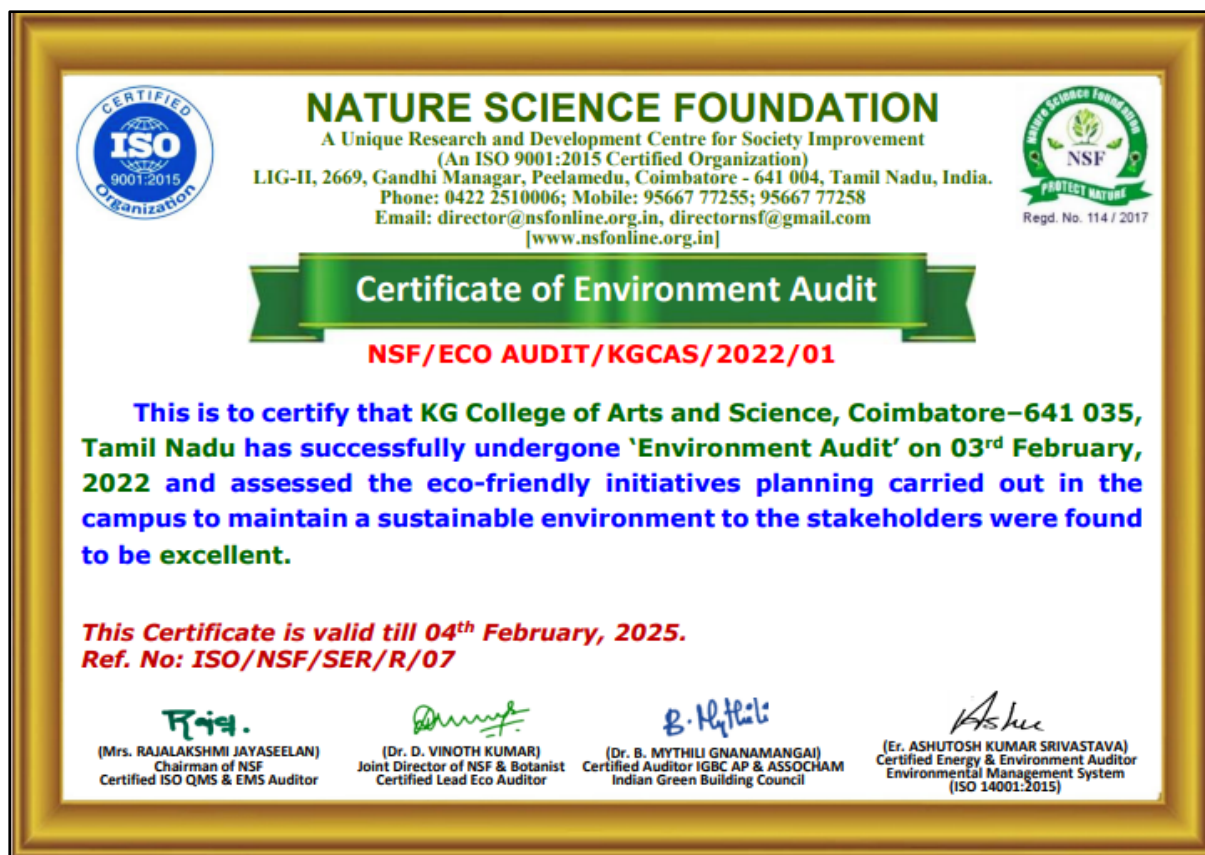 CERTIFIED
ISO
9001:2015
Organization
NATURE SCIENCE FOUNDATION
A Unique Research and Development Centre for Society Improvement
(An ISO 9001:2015 Certified Organization)
LIG-II, 2669, Gandhi Managar, Peelamedu, Coimbatore - 641 004, Tamil Nadu, India.
Phone: 0422 2510006; Mobile: 95667 77255; 95667 77258
Email: director@nsfonline.org.in, directornsf@gmail.com
[www.nsfonline.org.in]
Nature Science Foundation
NSF
PROTECT NATURE
Regd. No. 114 / 2017
Certificate of Environment Audit
NSF/ECO AUDIT/KGCAS/2022/01
This is to certify that KG College of Arts and Science, Coimbatore–641 035,
Tamil Nadu has successfully undergone ‘Environment Audit’ on 03rd February,
2022 and assessed the eco-friendly initiatives planning carried out in the
campus to maintain a sustainable environment to the stakeholders were found
to be excellent.
This Certificate is valid till 04th February, 2025.
Ref. No: ISO/NSF/SER/R/07
B. Mythili
(Mrs. RAJALAKSHMI JAYASEELAN)
Chairman of NSF
Certified ISO QMS & EMS Auditor
(Dr. D. VINOTH KUMAR)
Joint Director of NSF & Botanist
Certified Lead Eco Auditor
(Dr. B. MYTHILI GNANAMANGAI)
Certified Auditor IGBC AP & ASSOCHAM
Indian Green Building Council
(Er. ASHUTOSH KUMAR SRIVASTAVA)
Certified Energy & Environment Auditor
Environmental Management System
(ISO 14001:2015)